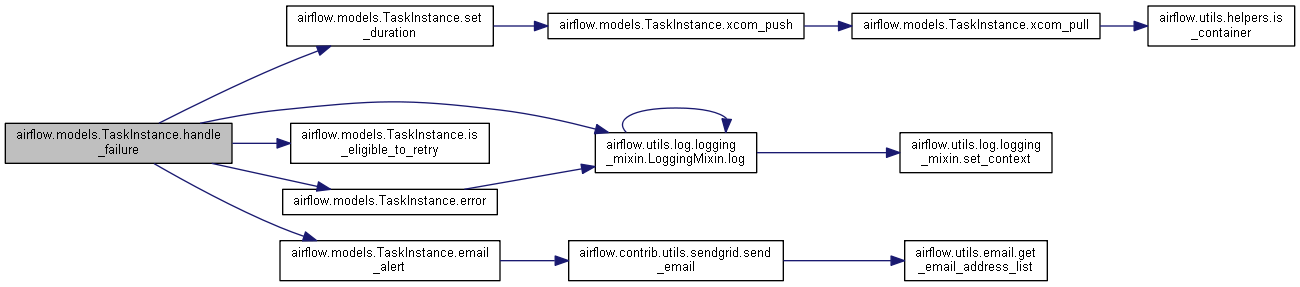 airflow.models.TaskInstance.set
_duration
airflow.models.TaskInstance.xcom_push
airflow.models.TaskInstance.xcom_pull
airflow.utils.helpers.is
_container
airflow.models.TaskInstance.handle
_failure
airflow.models.TaskInstance.is
_eligible_to_retry
airflow.utils.log.logging
_mixin.LoggingMixin.log
airflow.utils.log.logging
_mixin.set_context
airflow.models.TaskInstance.error
airflow.models.TaskInstance.email
_alert
airflow.contrib.utils.sendgrid.send
_email
airflow.utils.email.get
_email_address_list